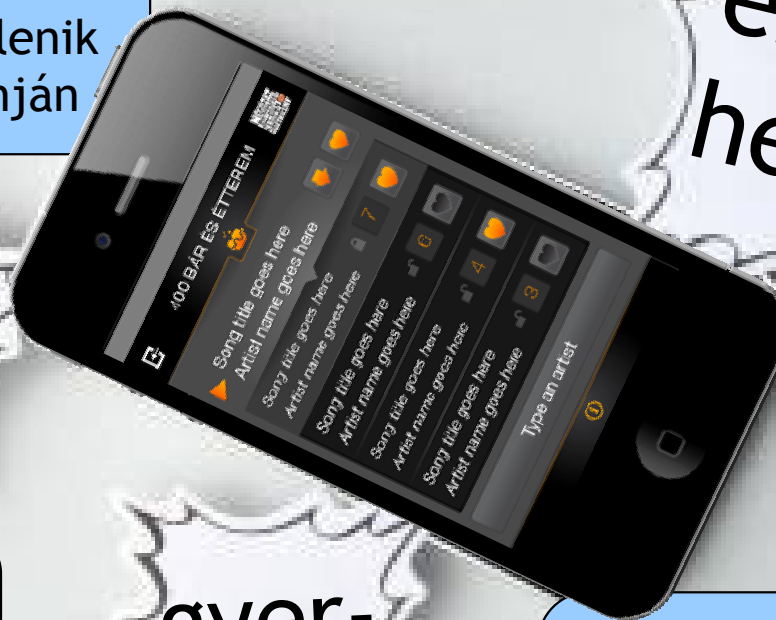 lenik
nján
e
he
400 BÁR ÉS ÉTTEREM
Song title goes here
Artist name goes here
Song title goes here
Artist name goes here
7
Song title goes here
Artist name goes here
6
Song title goes here
Artist name goes here
4
Song title goes here
Artist name goes here
3
Type an artist
gyor-